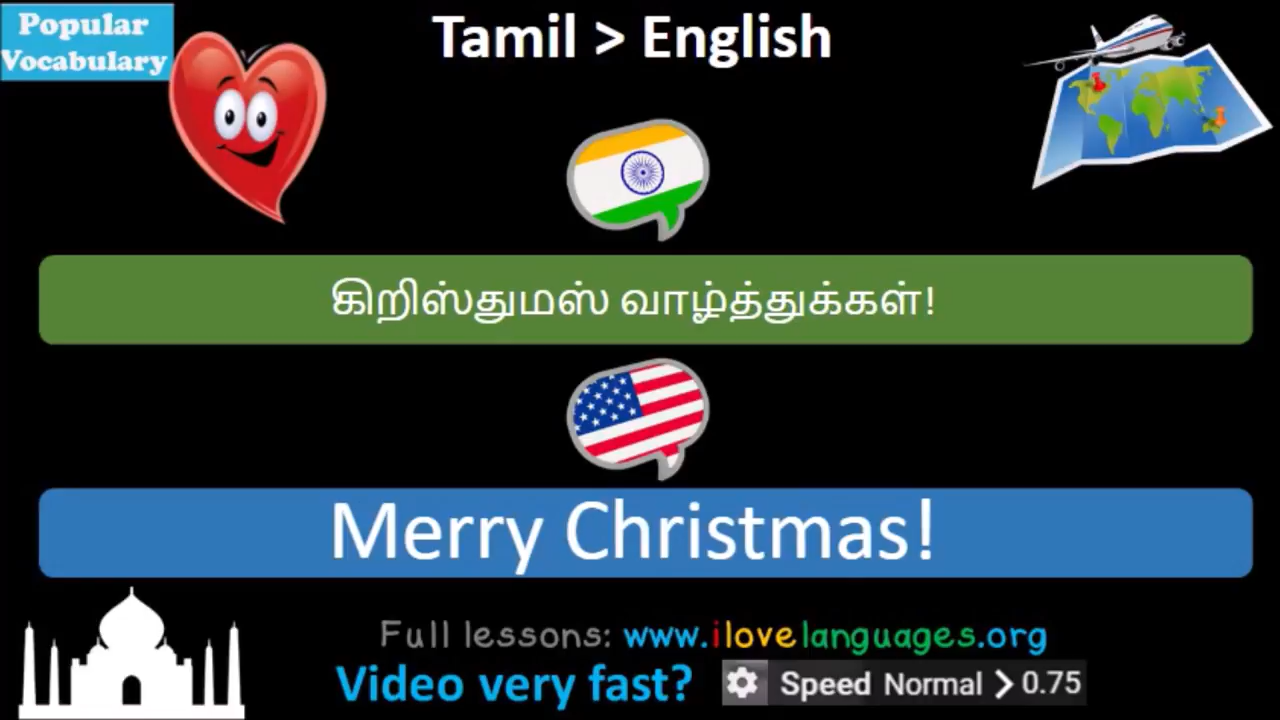 Popular
Vocabulary
Tamil > English
கிறிஸ்துமஸ் வாழ்த்துக்கள்!
Merry Christmas!
Full lessons: www.ilovelanguages.org
Video very fast? Speed Normal > 0.75